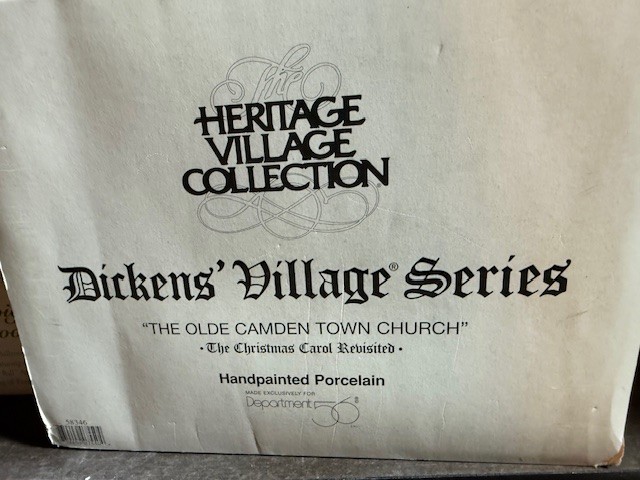 The
HERITAGE
VILLAGE
COLLECTION®
Dickens' Village® Series
"THE OLDE CAMDEN TOWN CHURCH"
• The Christmas Carol Revisited •
Handpainted Porcelain
MADE EXCLUSIVELY FOR
Department 56®
58346